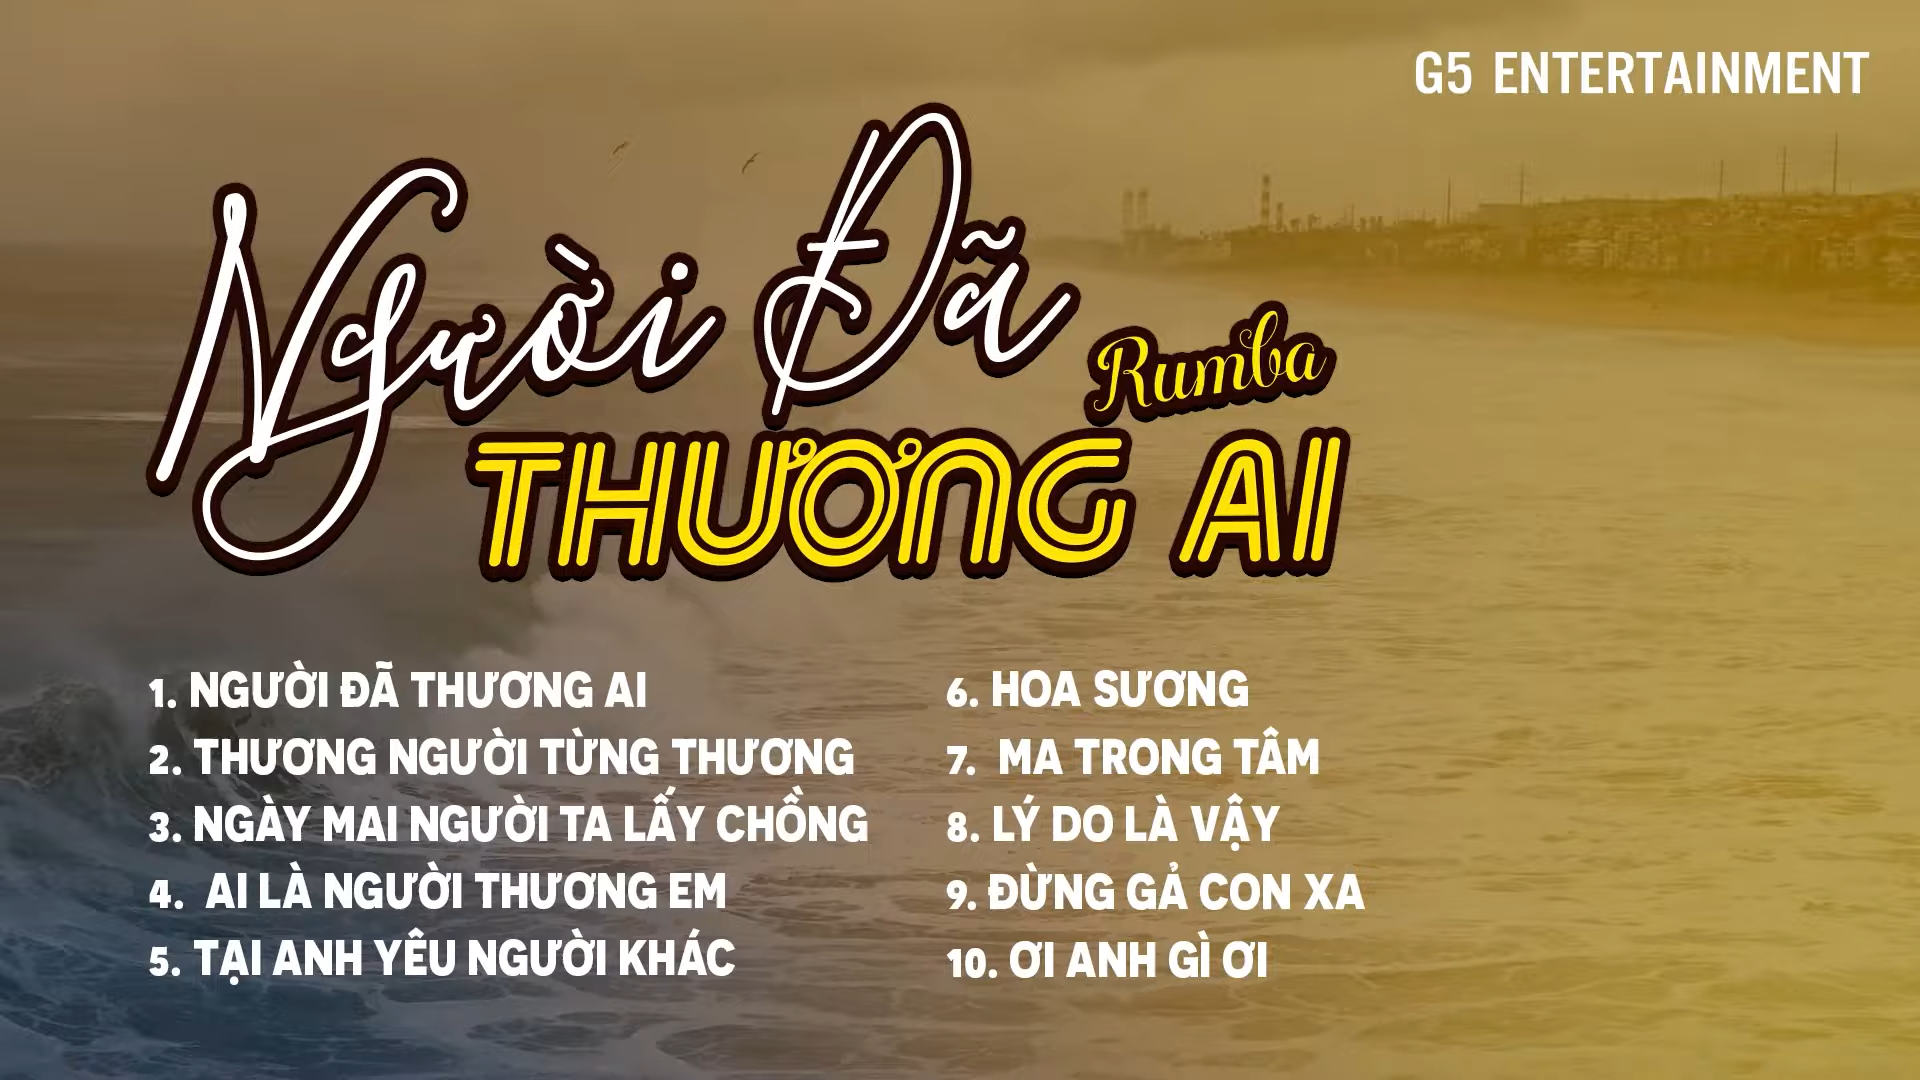 G5 ENTERTAINMENT
Người Đã
Rumba
THƯƠNG AI
1. NGƯỜI ĐÃ THƯƠNG AI
2. THƯƠNG NGƯỜI TỪNG THƯƠNG
3. NGÀY MAI NGƯỜI TA LẤY CHỒNG
4. AI LÀ NGƯỜI THƯƠNG EM
5. TẠI ANH YÊU NGƯỜI KHÁC
6. HOA SƯƠNG
7. MA TRONG TÂM
8. LÝ DO LÀ VẬY
9. ĐỪNG GẢ CON XA
10. ƠI ANH GÌ ƠI